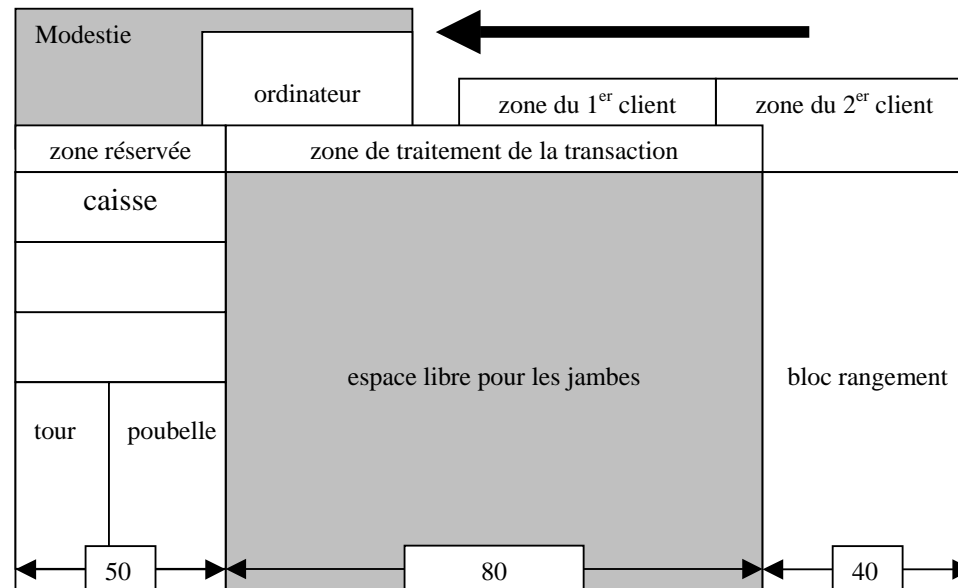 Modestie
ordinateur
zone du 1er client
zone du 2er client
zone réservée
zone de traitement de la transaction
caisse
espace libre pour les jambes
bloc rangement
tour
poubelle
50
80
40